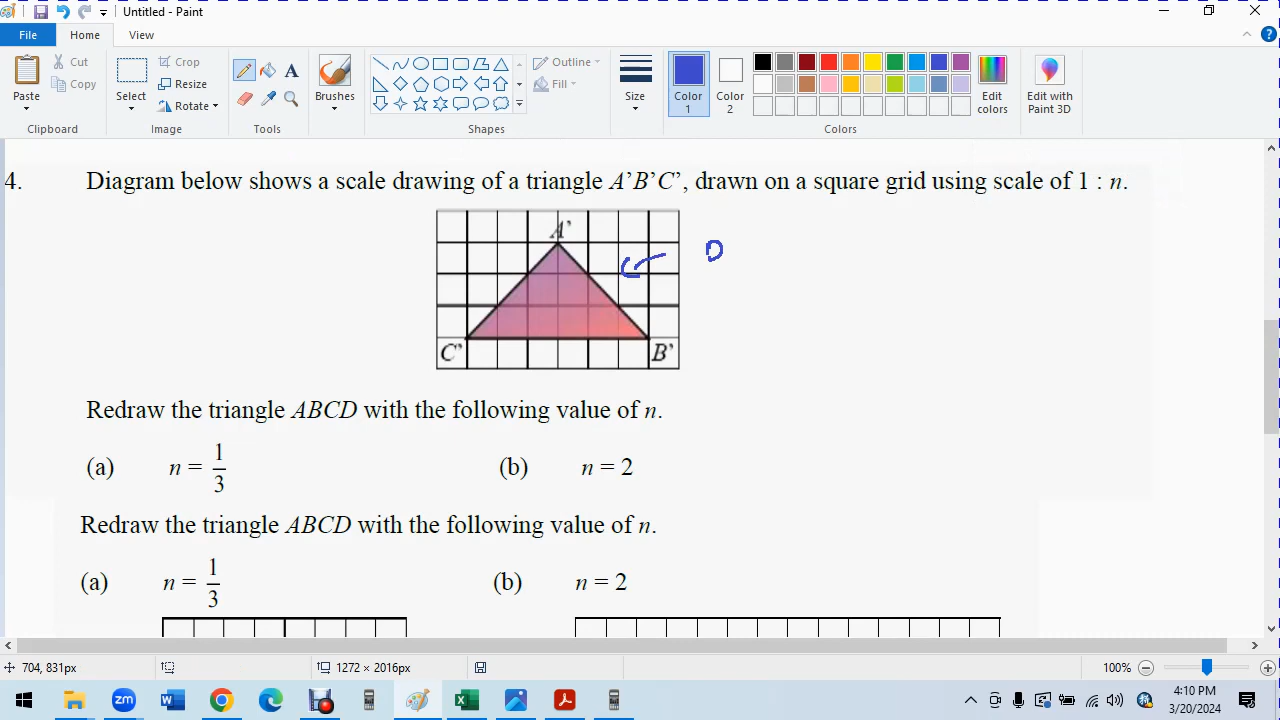 Untitled - Paint
File Home View
Paste
Cut
Copy
Clipboard
Select
Crop
Resize
Rotate
Image
A
Tools
Brushes
Shapes
Outline
Fill
Size
Color 1
Color 2
Colors
Edit colors
Edit with Paint 3D
4. Diagram below shows a scale drawing of a triangle A’B’C’, drawn on a square grid using scale of 1 : n.
A’
D
C’ B’
Redraw the triangle ABCD with the following value of n.
(a) n = 1/3 (b) n = 2
Redraw the triangle ABCD with the following value of n.
(a) n = 1/3 (b) n = 2
704, 831px 1272 × 2016px 100%
zm W X
4:10 PM
3/20/2024